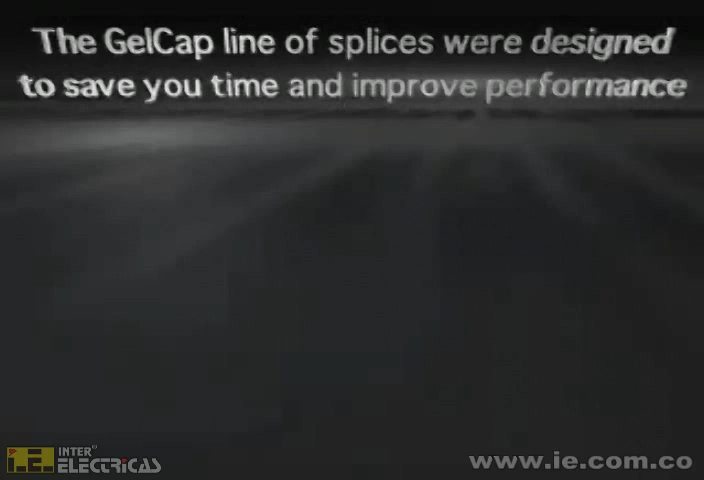 The GelCap line of splices were designed
to save you time and improve performance
I.E. INTER®
ELECTRICAS
www.ie.com.co